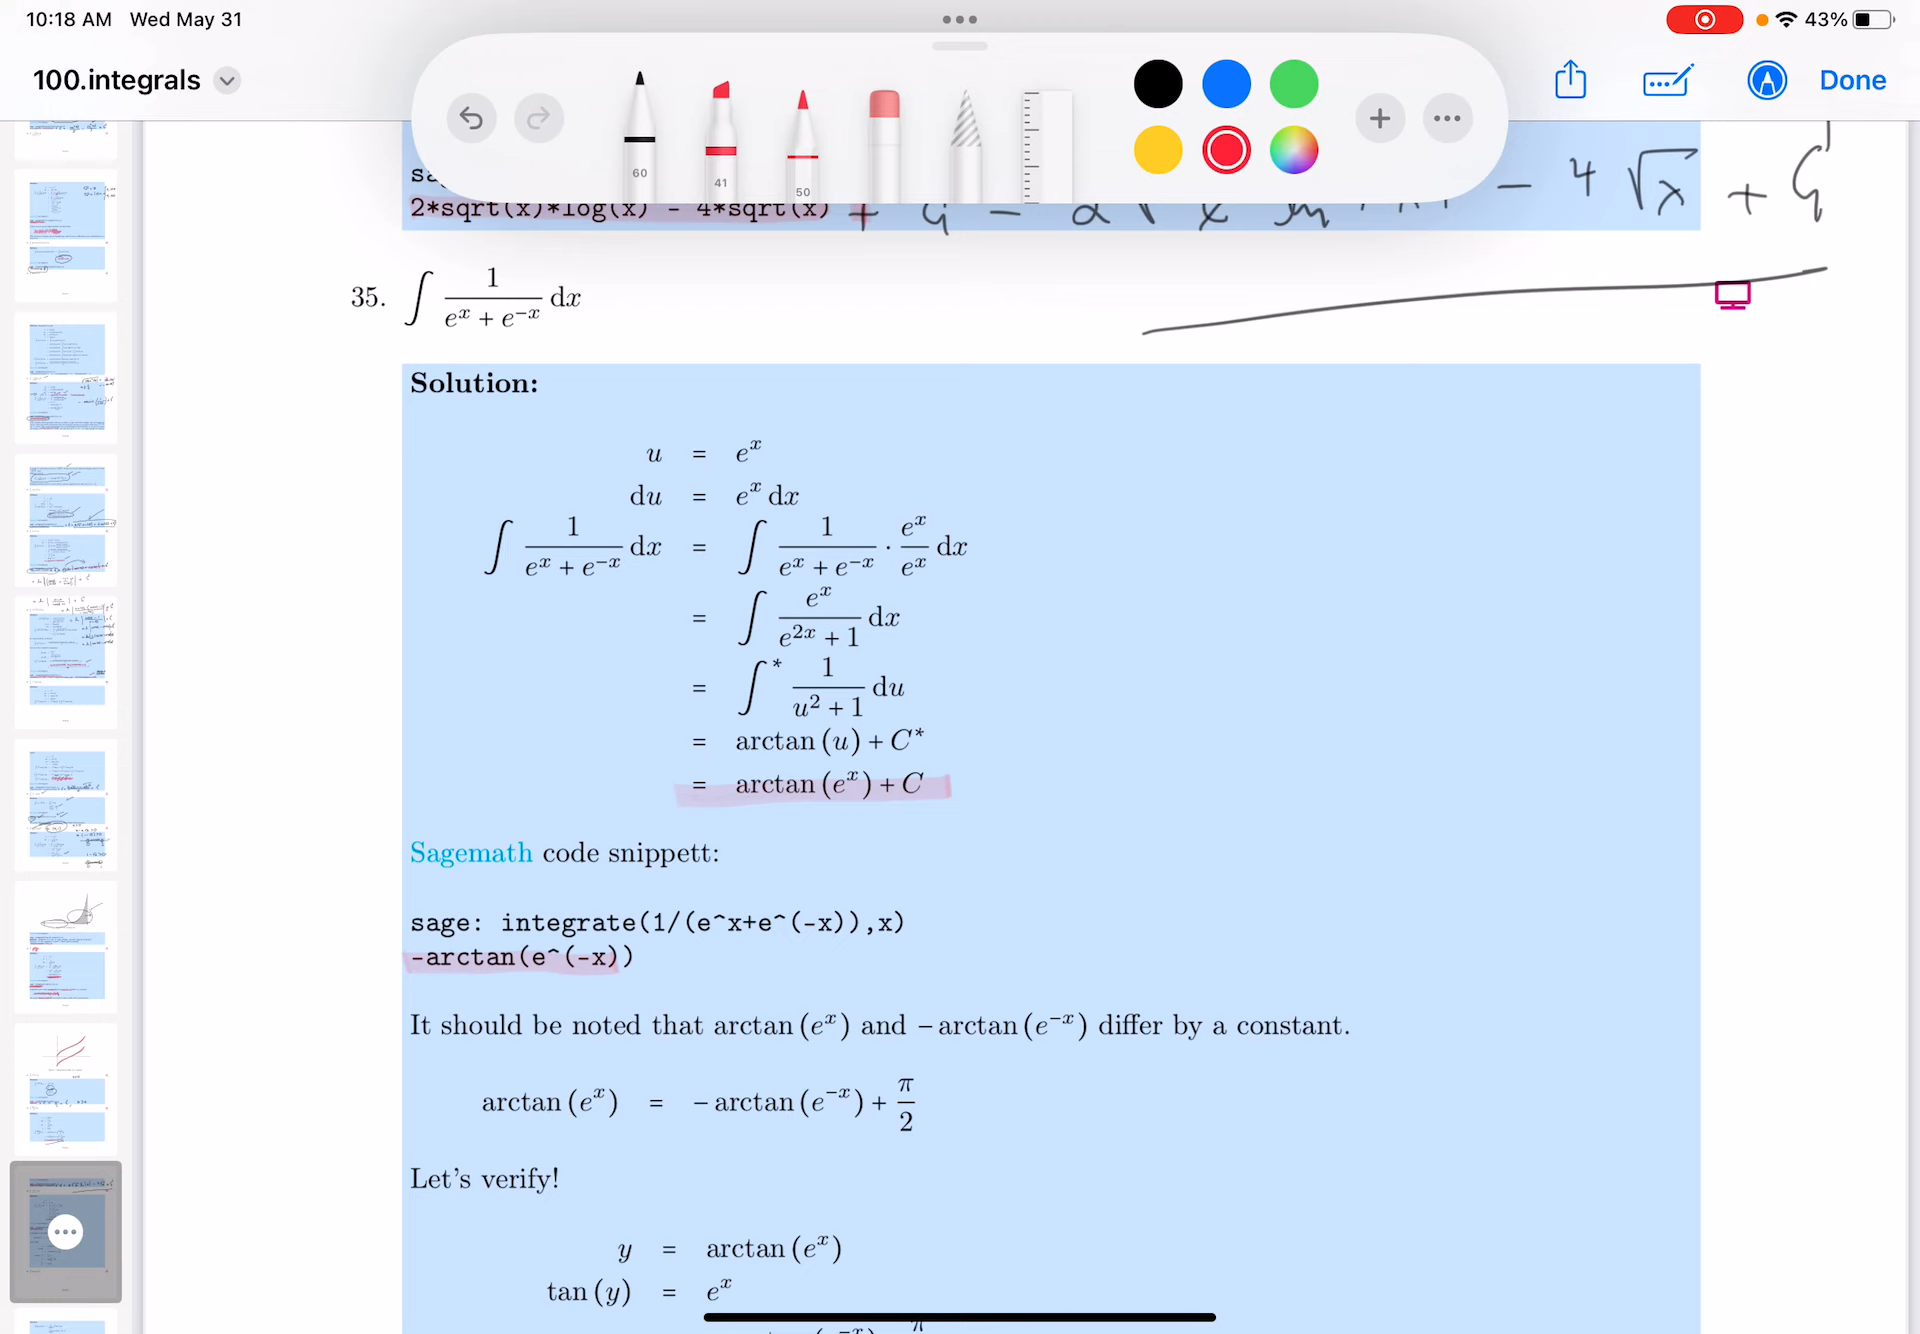 10:18 AM Wed May 31
43%
100.integrals
Done
60
41
50
− 4 √x + C
2*sqrt(x)*log(x) - 4*sqrt(x) +
35. ∫ 1/(e^x + e^−x) dx
Solution:
u = e^x
du = e^x dx
∫ 1/(e^x + e^−x) dx = ∫ 1/(e^x + e^−x) · e^x/e^x dx
= ∫ e^x/(e^2x + 1) dx
= ∫* 1/(u² + 1) du
= arctan (u) + C*
= arctan (e^x) + C
Sagemath code snippett:
sage: integrate(1/(e^x+e^(-x)),x)
-arctan(e^(-x))
It should be noted that arctan (e^x) and − arctan (e^−x) differ by a constant.
arctan (e^x) = − arctan (e^−x) + π/2
Let's verify!
y = arctan (e^x)
tan (y) = e^x